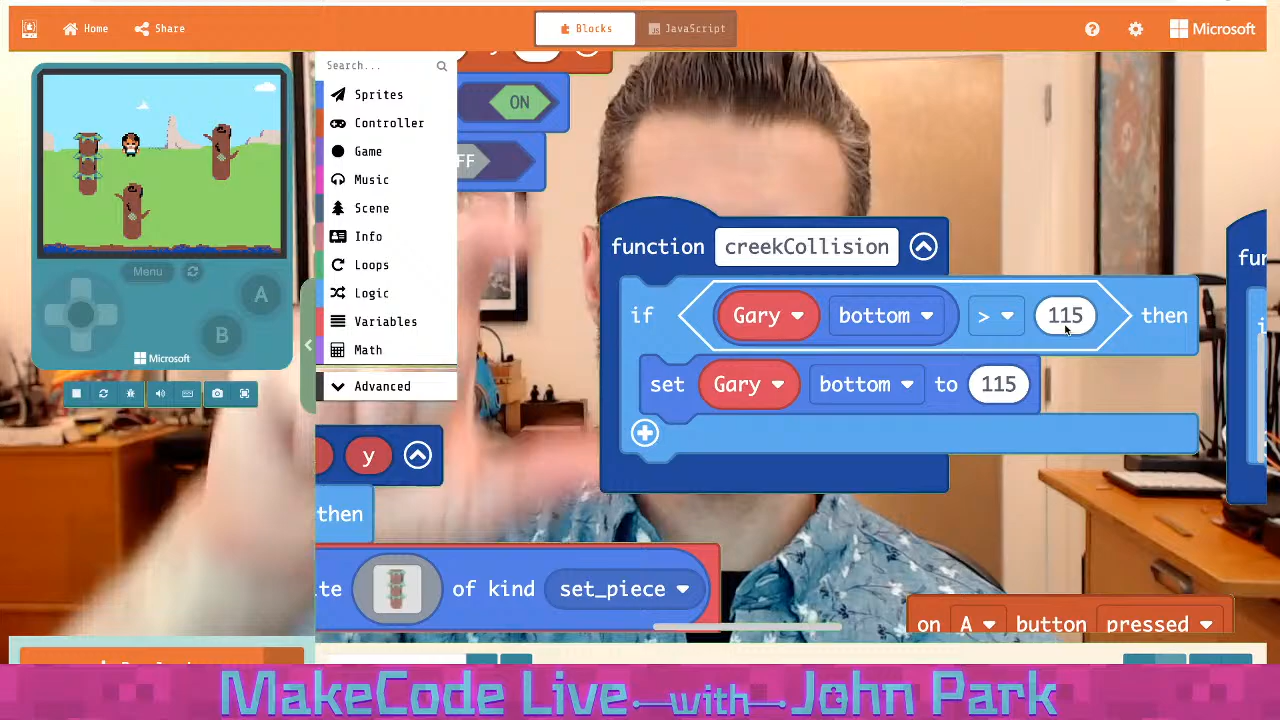 Home Share Blocks JavaScript Microsoft
Search...
Sprites
Controller
Game
Music
Scene
Info
Loops
Logic
Variables
Math
Advanced
Menu
A
B
Microsoft
ON
FF
function creekCollision
if Gary bottom > 115 then
set Gary bottom to 115
y
then
te of kind set_piece
on A button pressed
MakeCode Live with John Park